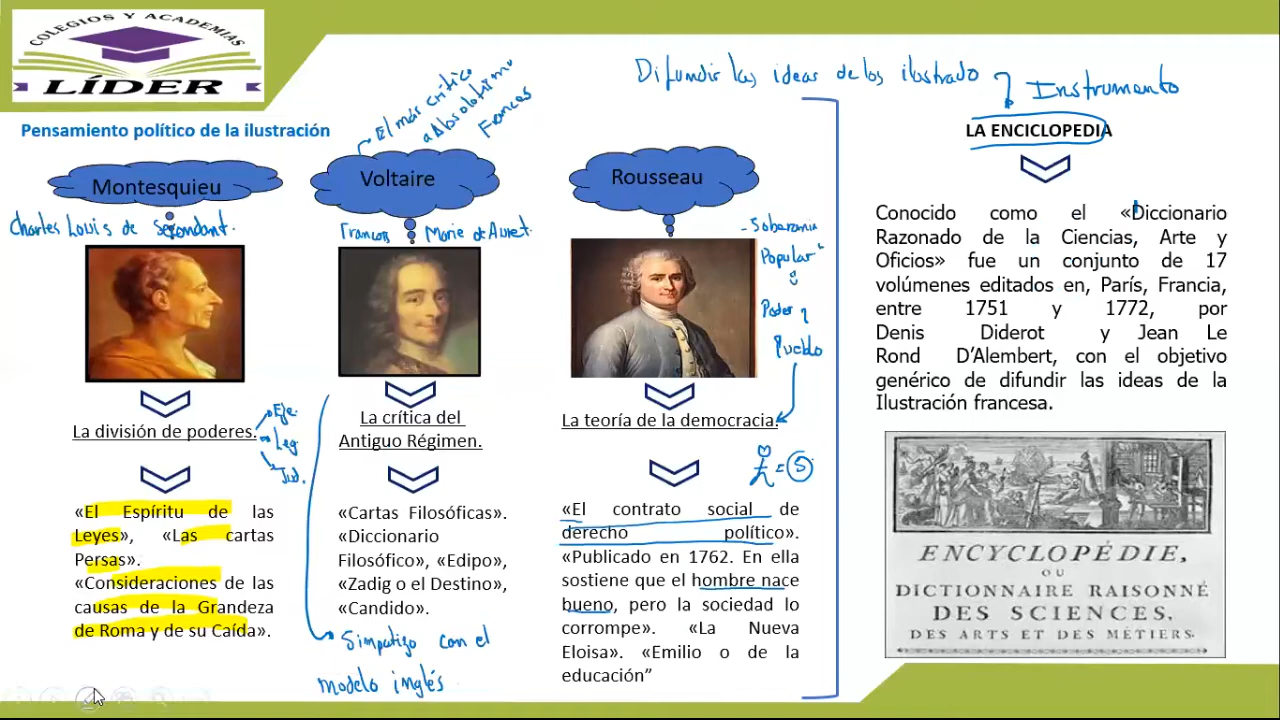 COLEGIOS Y ACADEMIAS
LÍDER
Pensamiento político de la ilustración
Difundir las ideas de los ilustrado
Instrumento
LA ENCICLOPEDIA
El más crítico
a Absolutismo
Frances
Montesquieu
Voltaire
Rousseau
Charles Louis de
Marie
- Soberania
Popular
Poder
Pueblo
La división de poderes.
Eje.
Leg
Jud.
«El Espíritu de las
Leyes», «Las cartas
Persas».
«Consideraciones de las
causas de la Grandeza
de Roma y de su Caída».
La crítica del
Antiguo Régimen.
«Cartas Filosóficas».
«Diccionario
Filosófico», «Edipo»,
«Zadig o el Destino»,
«Candido».
Simpatizo con el
modelo inglés
La teoría de la democracia.
= 5
«El contrato social de
derecho político».
«Publicado en 1762. En ella
sostiene que el hombre nace
bueno, pero la sociedad lo
corrompe». «La Nueva
Eloisa». «Emilio o de la
educación”
Conocido como el «Diccionario
Razonado de la Ciencias, Arte y
Oficios» fue un conjunto de 17
volúmenes editados en, París, Francia,
entre 1751 y 1772, por
Denis Diderot y Jean Le
Rond D’Alembert, con el objetivo
genérico de difundir las ideas de la
Ilustración francesa.
ENCYCLOPÉDIE,
OU
DICTIONNAIRE RAISONNÉ
DES SCIENCES,
DES ARTS ET DES MÉTIERS.